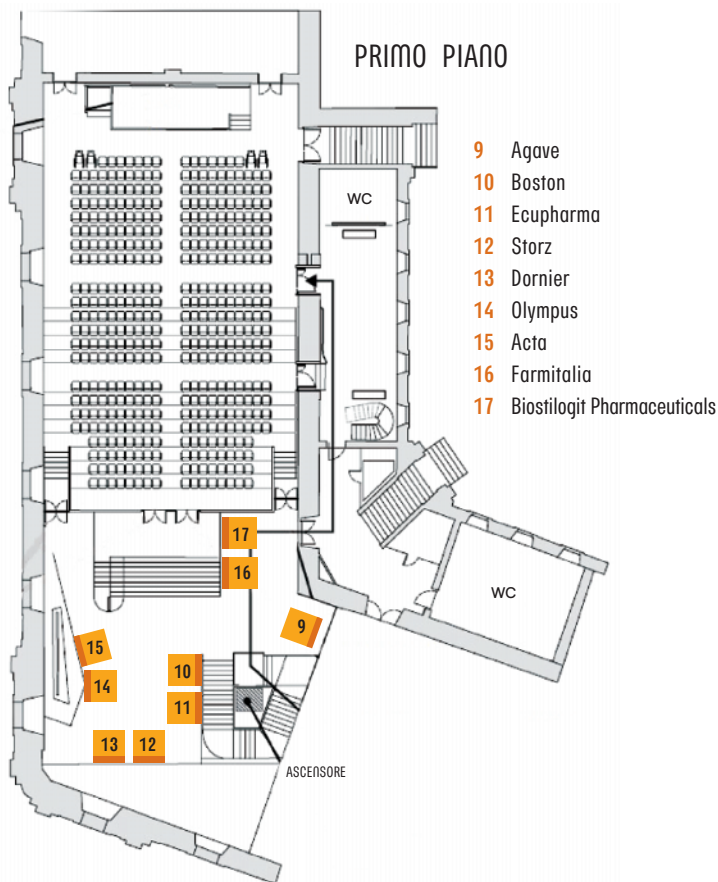 PRIMO PIANO
9 Agave
10 Boston
11 Ecupharma
12 Storz
13 Dornier
14 Olympus
15 Acta
16 Farmitalia
17 Biostilogit Pharmaceuticals
WC
WC
17
16
9
15
14
10
11
13
12
ASCENSORE